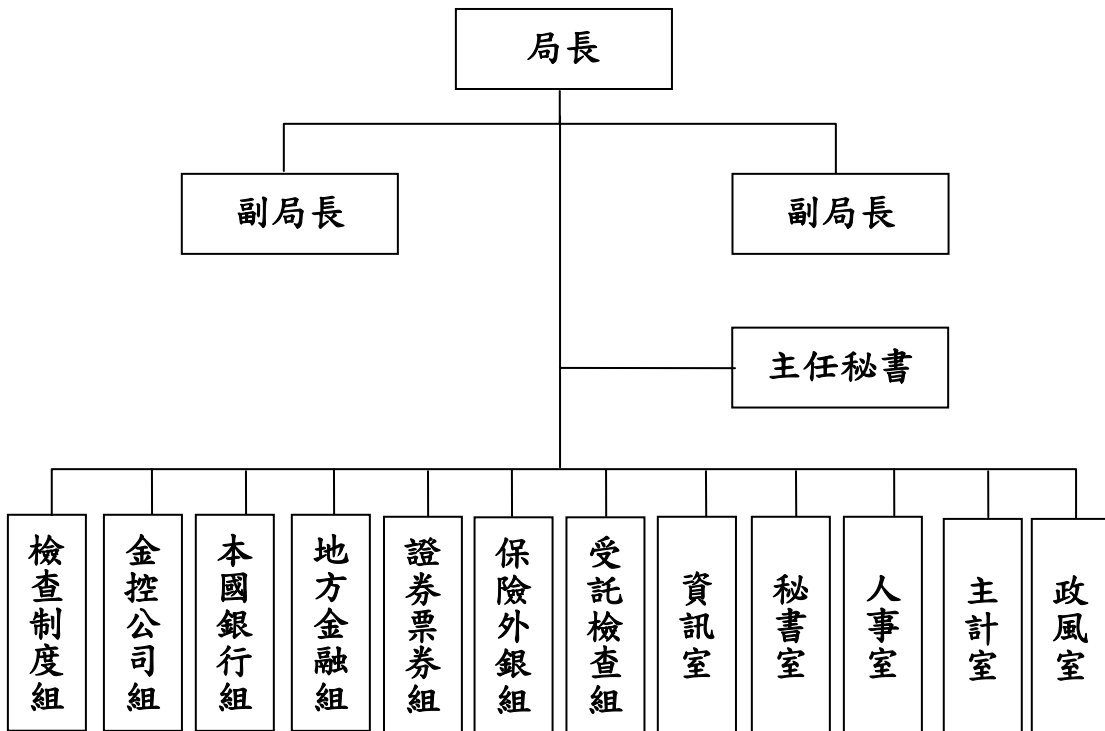 局長
副局長
副局長
主任秘書
檢查制度組
金控公司組
本國銀行組
地方金融組
證券票券組
保險外銀組
受託檢查組
資訊室
秘書室
人事室
主計室
政風室